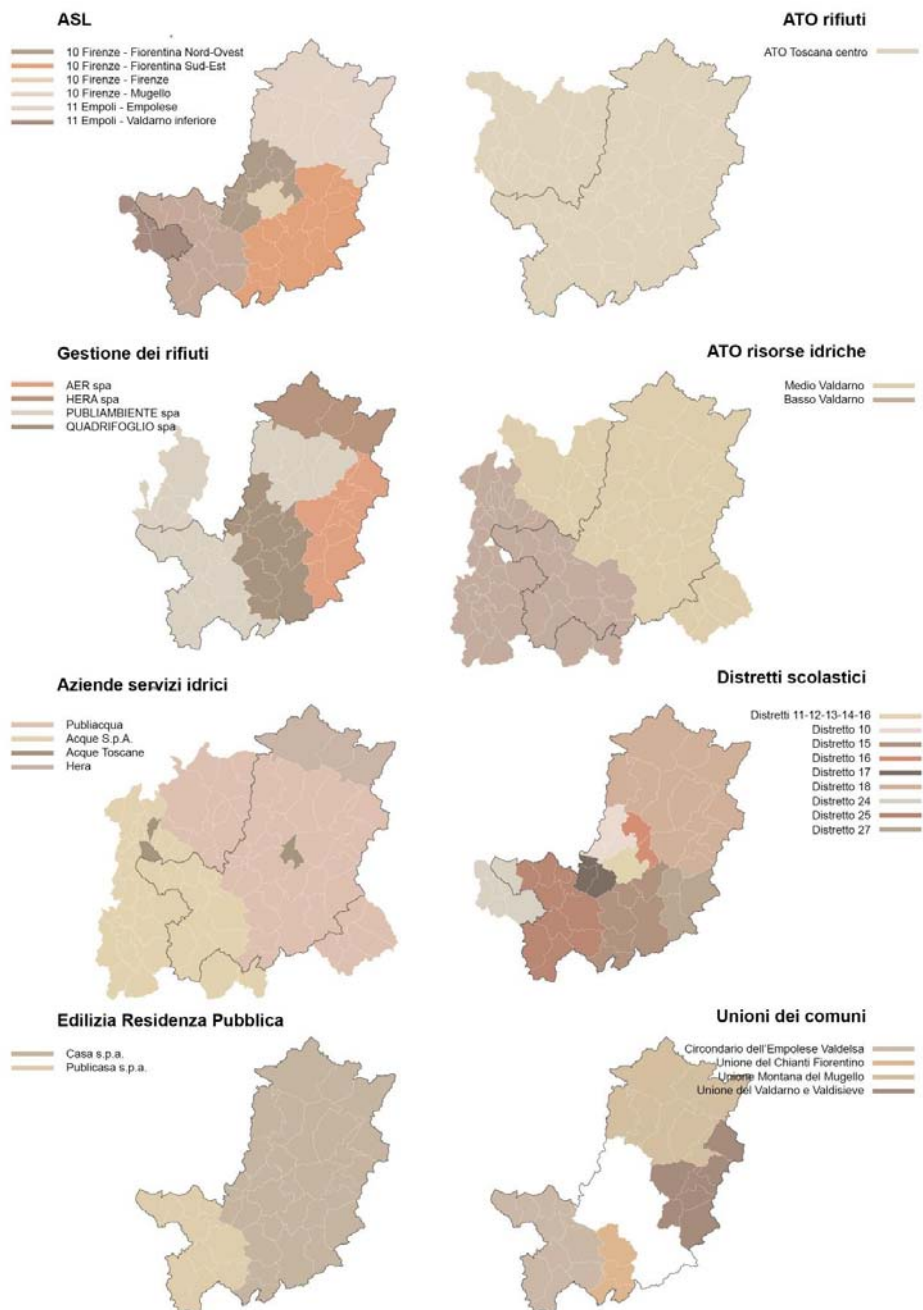 ASL
10 Firenze - Fiorentina Nord-Ovest
10 Firenze - Fiorentina Sud-Est
10 Firenze - Firenze
10 Firenze - Mugello
11 Empoli - Empolese
11 Empoli - Valdarno inferiore
ATO rifiuti
ATO Toscana centro
Gestione dei rifiuti
AER spa
HERA spa
PUBLIAMBIENTE spa
QUADRIFOGLIO spa
ATO risorse idriche
Medio Valdarno
Basso Valdarno
Aziende servizi idrici
Publiacqua
Acque S.p.A.
Acque Toscane
Hera
Distretti scolastici
Distretti 11-12-13-14-16
Distretto 10
Distretto 15
Distretto 16
Distretto 17
Distretto 18
Distretto 24
Distretto 25
Distretto 27
Edilizia Residenza Pubblica
Casa s.p.a.
Publicasa s.p.a.
Unioni dei comuni
Circondario dell'Empolese Valdelsa
Unione del Chianti Fiorentino
Unione Montana del Mugello
Unione del Valdarno e Valdisieve